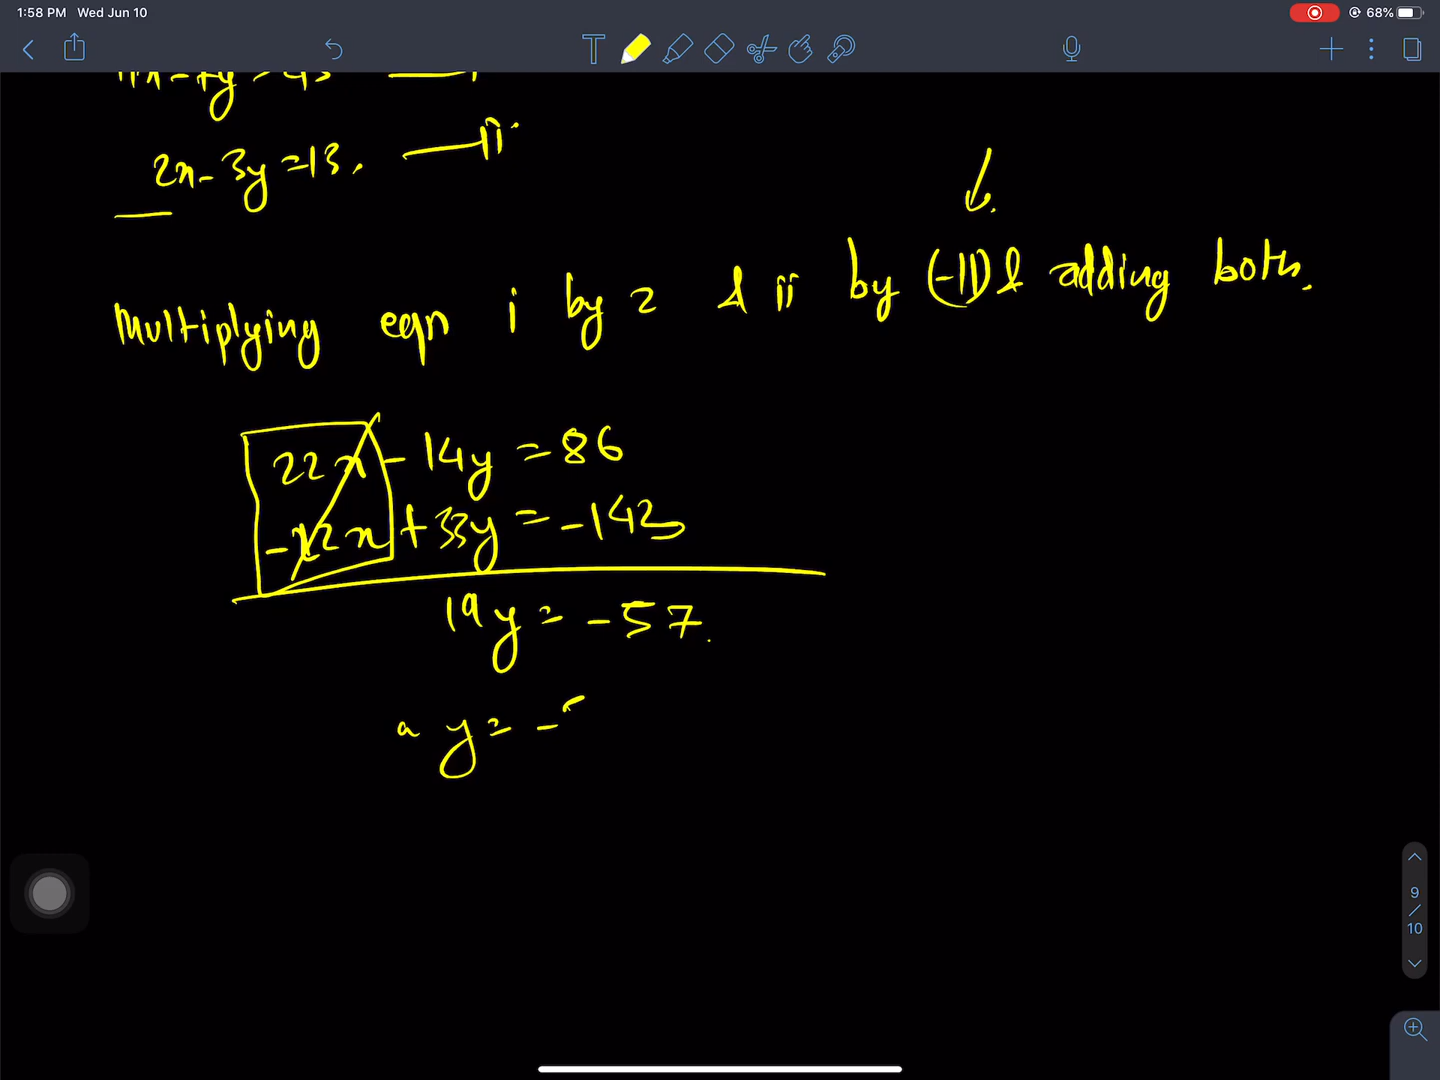 1:58 PM Wed Jun 10
68%
T
2x - 3y = 13. — ii
Multiplying eqn i by 2 & ii by (-11) & adding both.
22x - 14y = 86
-22x + 33y = -143
19y = -57.
y = -5
9
/
10